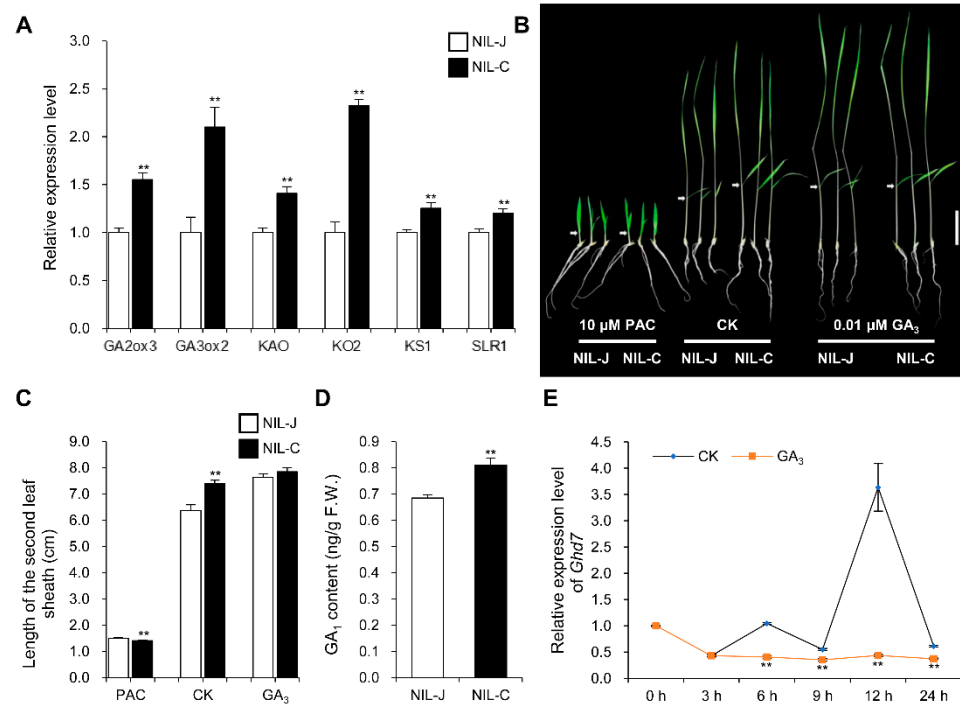 A
NIL-J
NIL-C
Relative expression level
3.0
2.5
2.0
1.5
1.0
0.5
0.0
**
**
**
**
**
**
GA2ox3 GA3ox2 KAO KO2 KS1 SLR1
B
10 µM PAC CK 0.01 µM GA₃
NIL-J NIL-C NIL-J NIL-C NIL-J NIL-C
C
NIL-J
NIL-C
Length of the second leaf
sheath (cm)
9.0
8.0
7.0
6.0
5.0
4.0
3.0
2.0
1.0
0.0
**
**
PAC CK GA₃
D
GA₁ content (ng/g F.W.)
0.9
0.8
0.7
0.6
0.5
0.4
0.3
0.2
0.1
0.0
**
NIL-J NIL-C
E
CK GA₃
Relative expression level
of Ghd7
4.5
4.0
3.5
3.0
2.5
2.0
1.5
1.0
0.5
0.0
** ** ** **
0 h 3 h 6 h 9 h 12 h 24 h